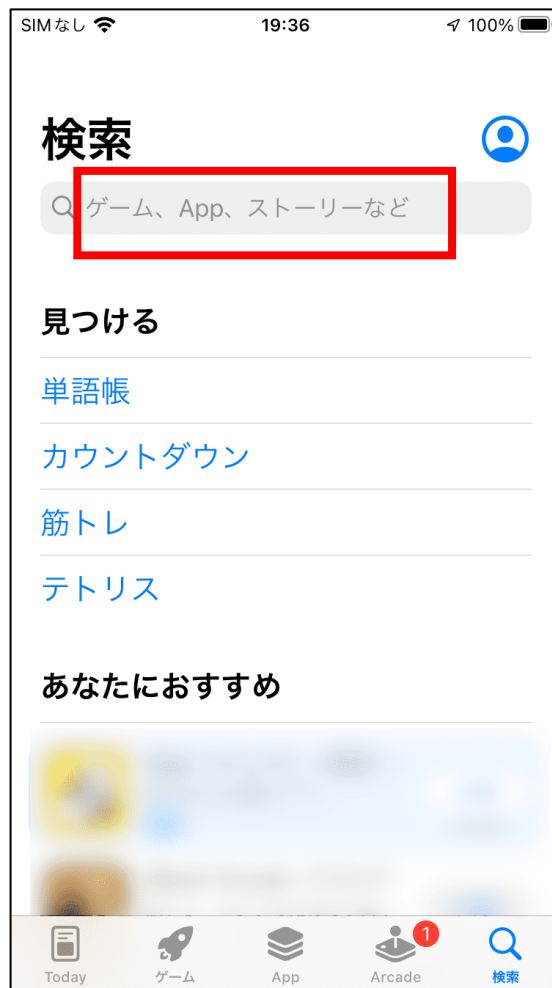 SIMなし 19:36 100%
検索
ゲーム、App、ストーリーなど
見つける
単語帳
カウントダウン
筋トレ
テトリス
あなたにおすすめ
1
Today ゲーム App Arcade 検索